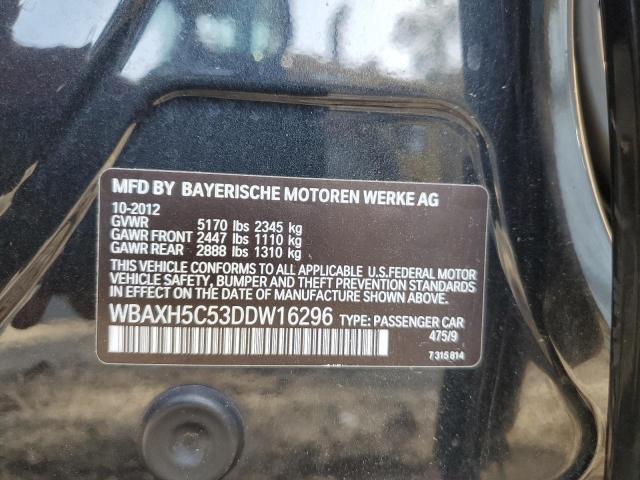 MFD BY BAYERISCHE MOTOREN WERKE AG
10-2012
GVWR 5170 lbs 2345 kg
GAWR FRONT 2447 lbs 1110 kg
GAWR REAR 2888 lbs 1310 kg
THIS VEHICLE CONFORMS TO ALL APPLICABLE U.S.FEDERAL MOTOR
VEHICLE SAFETY, BUMPER AND THEFT PREVENTION STANDARDS
IN EFFECT ON THE DATE OF MANUFACTURE SHOWN ABOVE.
WBAXH5C53DDW16296 TYPE: PASSENGER CAR
475/9
7 315 814